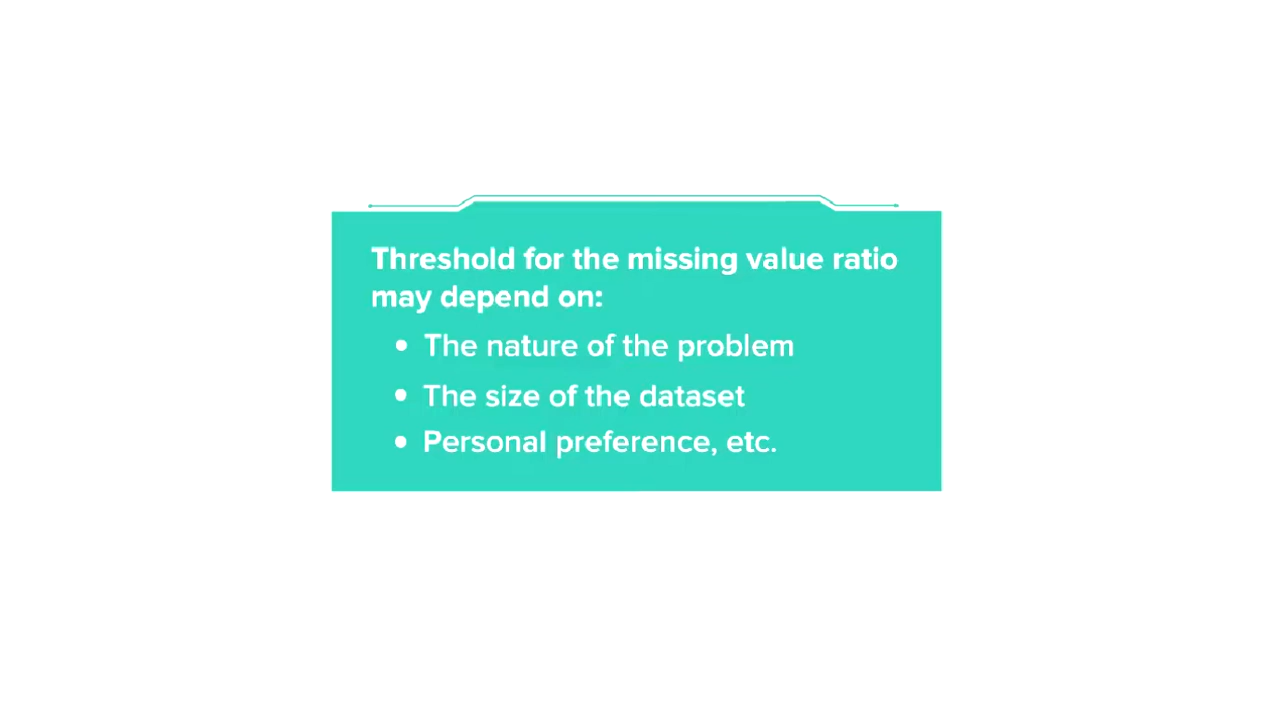 Threshold for the missing value ratio
may depend on:
• The nature of the problem
• The size of the dataset
• Personal preference, etc.